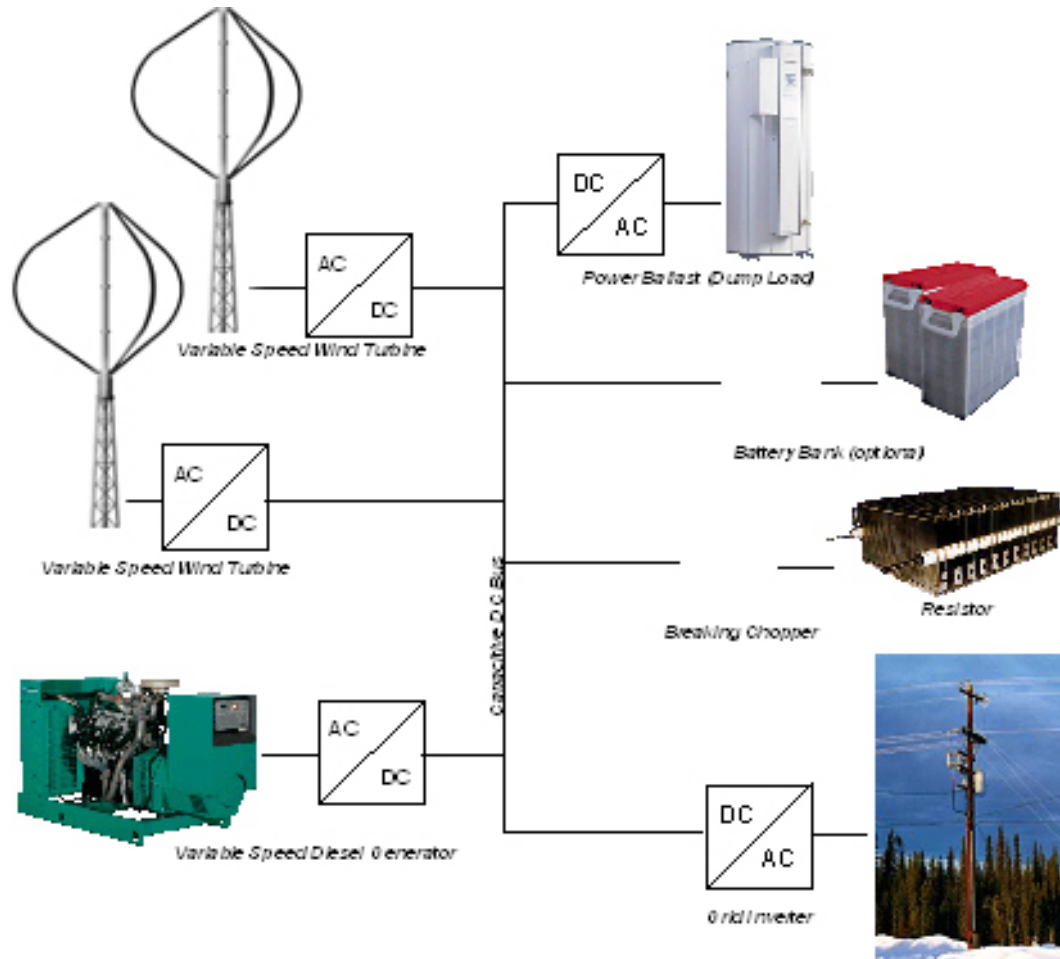 DC
AC
Power Ballast (Dump Load)
AC
DC
Variable Speed Wind Turbine
Battery Bank (optional)
AC
DC
Variable Speed Wind Turbine
Capacitive DC Bus
Resistor
Breaking Chopper
AC
DC
Variable Speed Diesel Generator
DC
AC
Grid Inverter